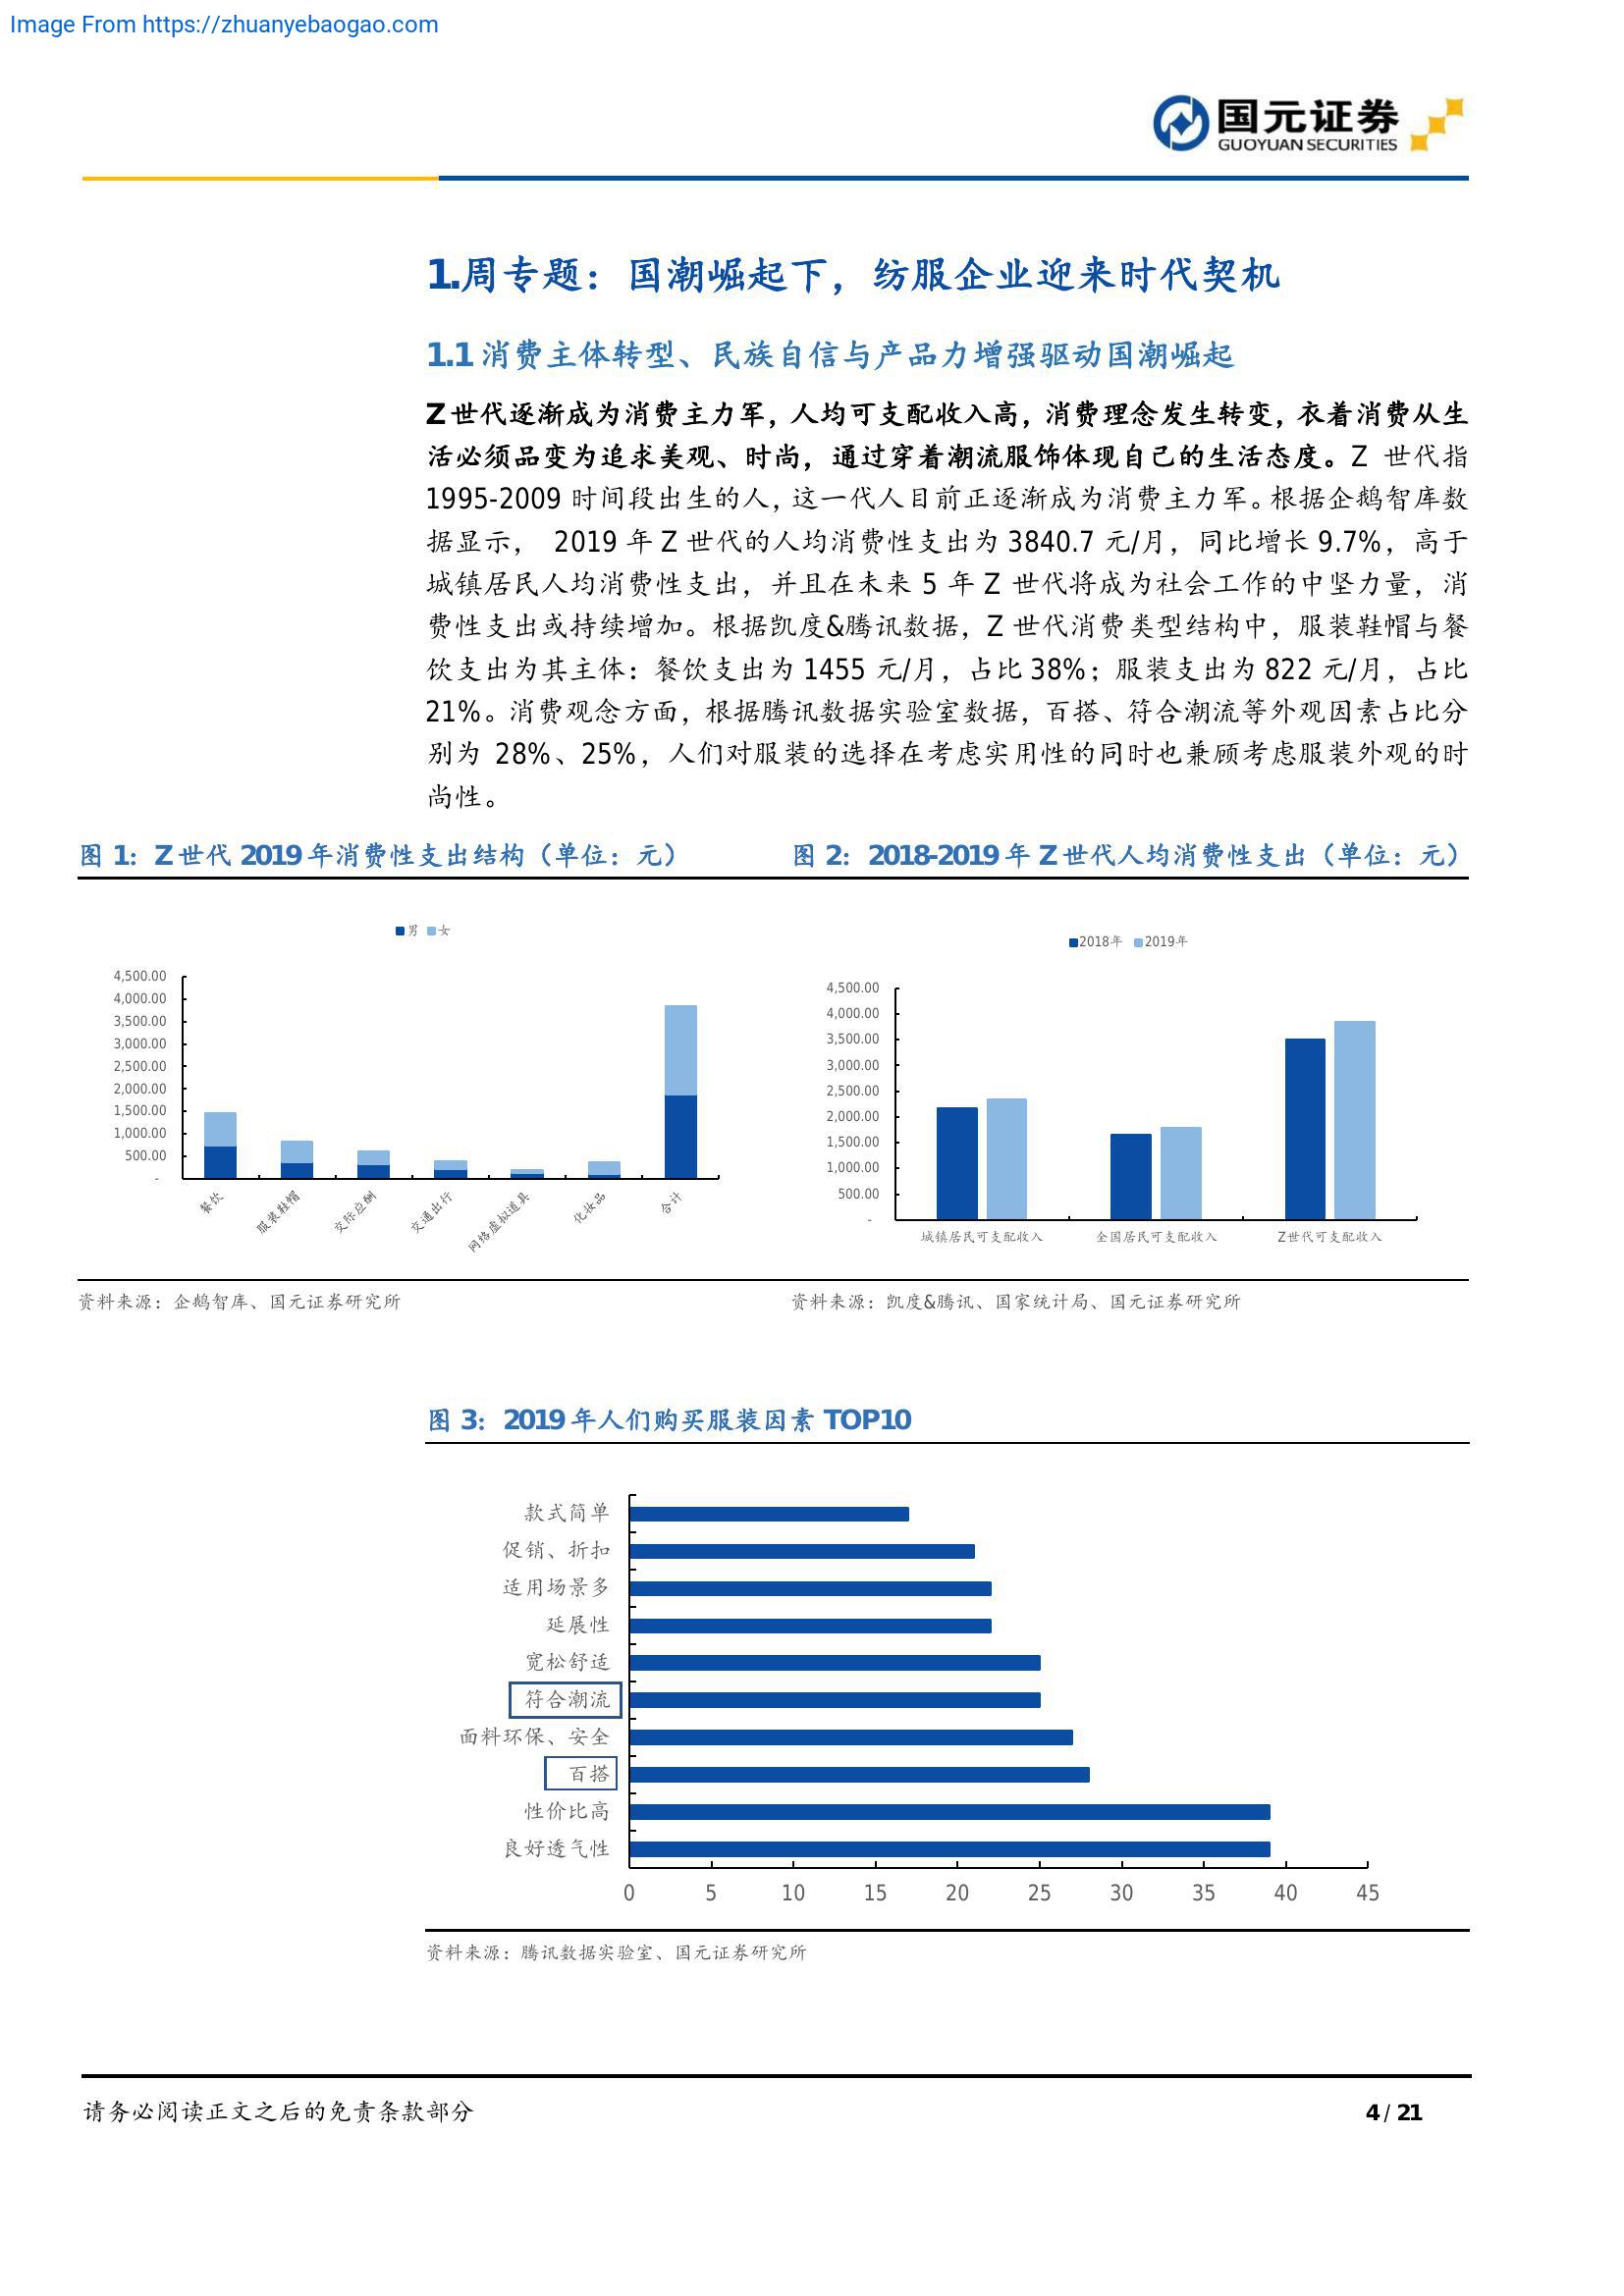 Image From https://zhuanyebaogao.com
国元证券
GUOYUAN SECURITIES
1.周专题：国潮崛起下，纺服企业迎来时代契机
1.1 消费主体转型、民族自信与产品力增强驱动国潮崛起
Z 世代逐渐成为消费主力军，人均可支配收入高，消费理念发生转变，衣着消费从生
活必须品变为追求美观、时尚，通过穿着潮流服饰体现自己的生活态度。Z 世代指
1995-2009 时间段出生的人，这一代人目前正逐渐成为消费主力军。根据企鹅智库数
据显示， 2019 年 Z 世代的人均消费性支出为 3840.7 元/月，同比增长 9.7%，高于
城镇居民人均消费性支出，并且在未来 5 年 Z 世代将成为社会工作的中坚力量，消
费性支出或持续增加。根据凯度&腾讯数据，Z 世代消费类型结构中，服装鞋帽与餐
饮支出为其主体：餐饮支出为 1455 元/月，占比 38%；服装支出为 822 元/月，占比
21%。消费观念方面，根据腾讯数据实验室数据，百搭、符合潮流等外观因素占比分
别为 28%、25%，人们对服装的选择在考虑实用性的同时也兼顾考虑服装外观的时
尚性。
图 1：Z 世代 2019 年消费性支出结构（单位：元）
男 女
4,500.00
4,000.00
3,500.00
3,000.00
2,500.00
2,000.00
1,500.00
1,000.00
500.00
-
餐饮
服装鞋帽
交际应酬
交通出行
网络虚拟道具
化妆品
合计
资料来源：企鹅智库、国元证券研究所
图 2：2018-2019 年 Z 世代人均消费性支出（单位：元）
2018年 2019年
4,500.00
4,000.00
3,500.00
3,000.00
2,500.00
2,000.00
1,500.00
1,000.00
500.00
-
城镇居民可支配收入 全国居民可支配收入 Z世代可支配收入
资料来源：凯度&腾讯、国家统计局、国元证券研究所
图 3：2019 年人们购买服装因素 TOP10
款式简单
促销、折扣
适用场景多
延展性
宽松舒适
符合潮流
面料环保、安全
百搭
性价比高
良好透气性
0 5 10 15 20 25 30 35 40 45
资料来源：腾讯数据实验室、国元证券研究所
请务必阅读正文之后的免责条款部分
4 / 21